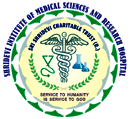 SHRIDEVI INSTITUTE OF MEDICAL SCIENCES AND RESEARCH HOSPITAL
SRI SHRIDEVI CHARITABLE TRUST (R.)
SERVICE TO HUMANITY
IS SERVICE TO GOD